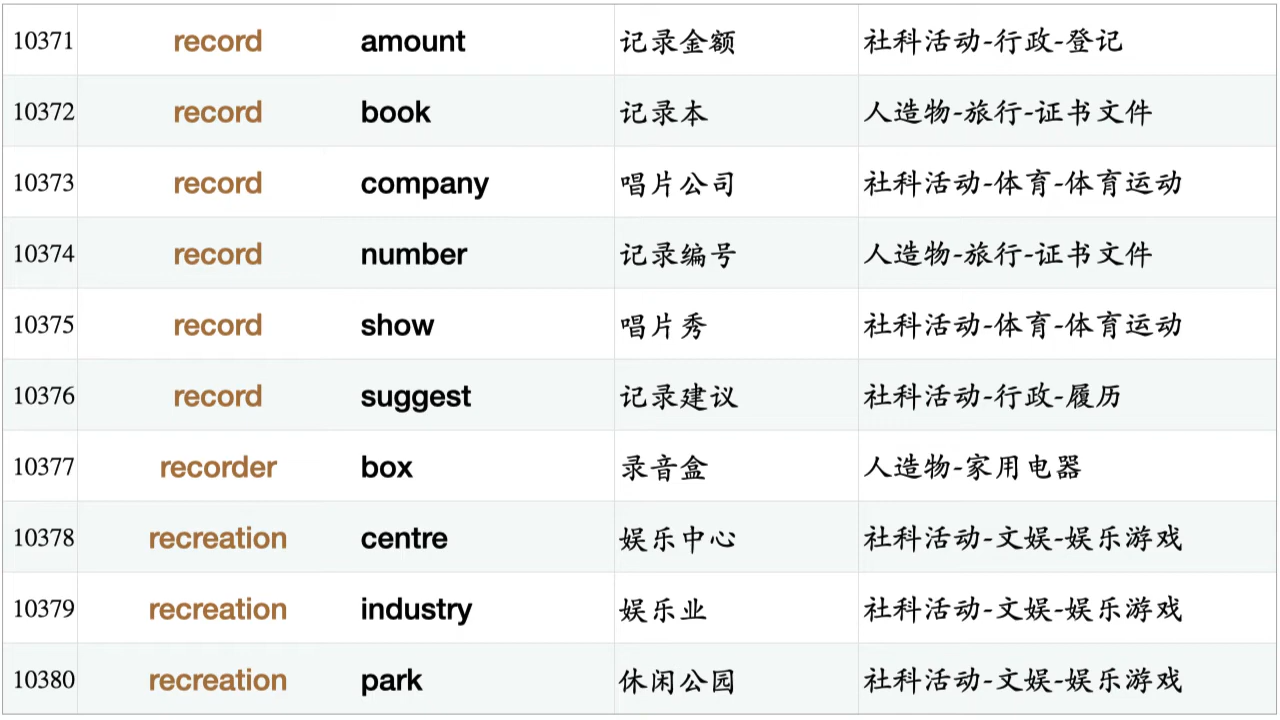 10371 record amount 记录金额 社科活动-行政-登记
10372 record book 记录本 人造物-旅行-证书文件
10373 record company 唱片公司 社科活动-体育-体育运动
10374 record number 记录编号 人造物-旅行-证书文件
10375 record show 唱片秀 社科活动-体育-体育运动
10376 record suggest 记录建议 社科活动-行政-履历
10377 recorder box 录音盒 人造物-家用电器
10378 recreation centre 娱乐中心 社科活动-文娱-娱乐游戏
10379 recreation industry 娱乐业 社科活动-文娱-娱乐游戏
10380 recreation park 休闲公园 社科活动-文娱-娱乐游戏